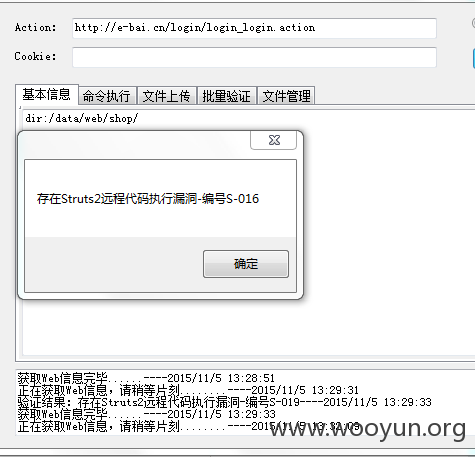 Action: http://e-bai.cn/login/login_login.action
Cookie:
基本信息 命令执行 文件上传 批量验证 文件管理
dir:/data/web/shop/
存在Struts2远程代码执行漏洞-编号S-016
确定
获取Web信息完毕......----2015/11/5 13:28:51
正在获取Web信息，请稍等片刻........----2015/11/5 13:29:31
验证结果: 存在Struts2远程代码执行漏洞-编号S-019----2015/11/5 13:29:33
获取Web信息完毕......----2015/11/5 13:29:33
正在获取Web信息，请稍等片刻........----2015/11/5 13:32:09
www.wooyun.org